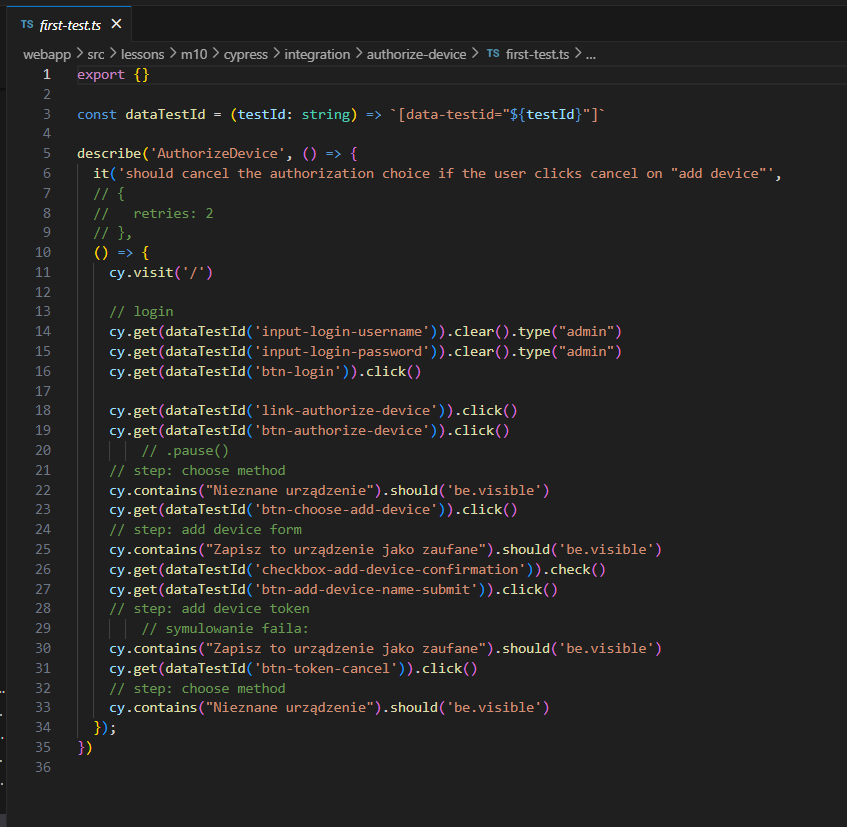 TS first-test.ts ×
webapp > src > lessons > m10 > cypress > integration > authorize-device > TS first-test.ts > ...
1 export {}
2
3 const dataTestId = (testId: string) => `[data-testid="${testId}"]`
4
5 describe('AuthorizeDevice', () => {
6   it('should cancel the authorization choice if the user clicks cancel on "add device"',
7   // {
8   //   retries: 2
9   // },
10   () => {
11     cy.visit('/')
12
13     // login
14     cy.get(dataTestId('input-login-username')).clear().type("admin")
15     cy.get(dataTestId('input-login-password')).clear().type("admin")
16     cy.get(dataTestId('btn-login')).click()
17
18     cy.get(dataTestId('link-authorize-device')).click()
19     cy.get(dataTestId('btn-authorize-device')).click()
20         // .pause()
21     // step: choose method
22     cy.contains("Nieznane urządzenie").should('be.visible')
23     cy.get(dataTestId('btn-choose-add-device')).click()
24     // step: add device form
25     cy.contains("Zapisz to urządzenie jako zaufane").should('be.visible')
26     cy.get(dataTestId('checkbox-add-device-confirmation')).check()
27     cy.get(dataTestId('btn-add-device-name-submit')).click()
28     // step: add device token
29         // symulowanie faila:
30     cy.contains("Zapisz to urządzenie jako zaufane").should('be.visible')
31     cy.get(dataTestId('btn-token-cancel')).click()
32     // step: choose method
33     cy.contains("Nieznane urządzenie").should('be.visible')
34   });
35 })
36